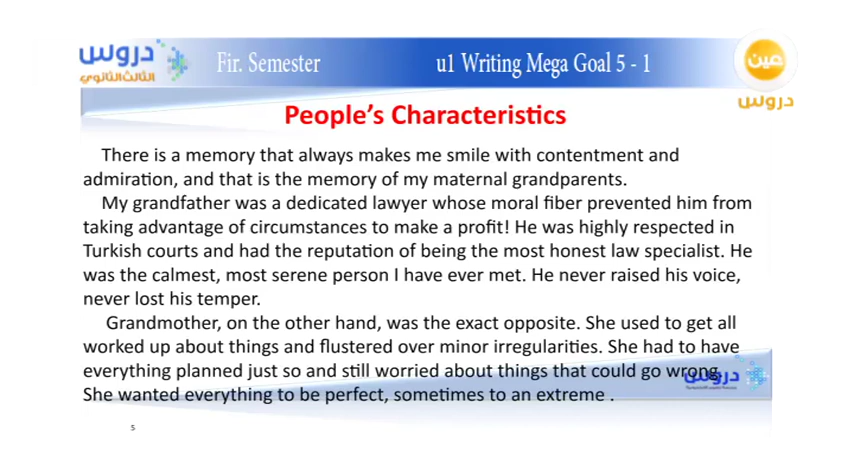 دروس
الثالث الثانوي
Fir. Semester
u1 Writing Mega Goal 5 - 1
عين
دروس
People's Characteristics
There is a memory that always makes me smile with contentment and
admiration, and that is the memory of my maternal grandparents.
My grandfather was a dedicated lawyer whose moral fiber prevented him from
taking advantage of circumstances to make a profit! He was highly respected in
Turkish courts and had the reputation of being the most honest law specialist. He
was the calmest, most serene person I have ever met. He never raised his voice,
never lost his temper.
Grandmother, on the other hand, was the exact opposite. She used to get all
worked up about things and flustered over minor irregularities. She had to have
everything planned just so and still worried about things that could go wrong.
She wanted everything to be perfect, sometimes to an extreme .
دروس
5